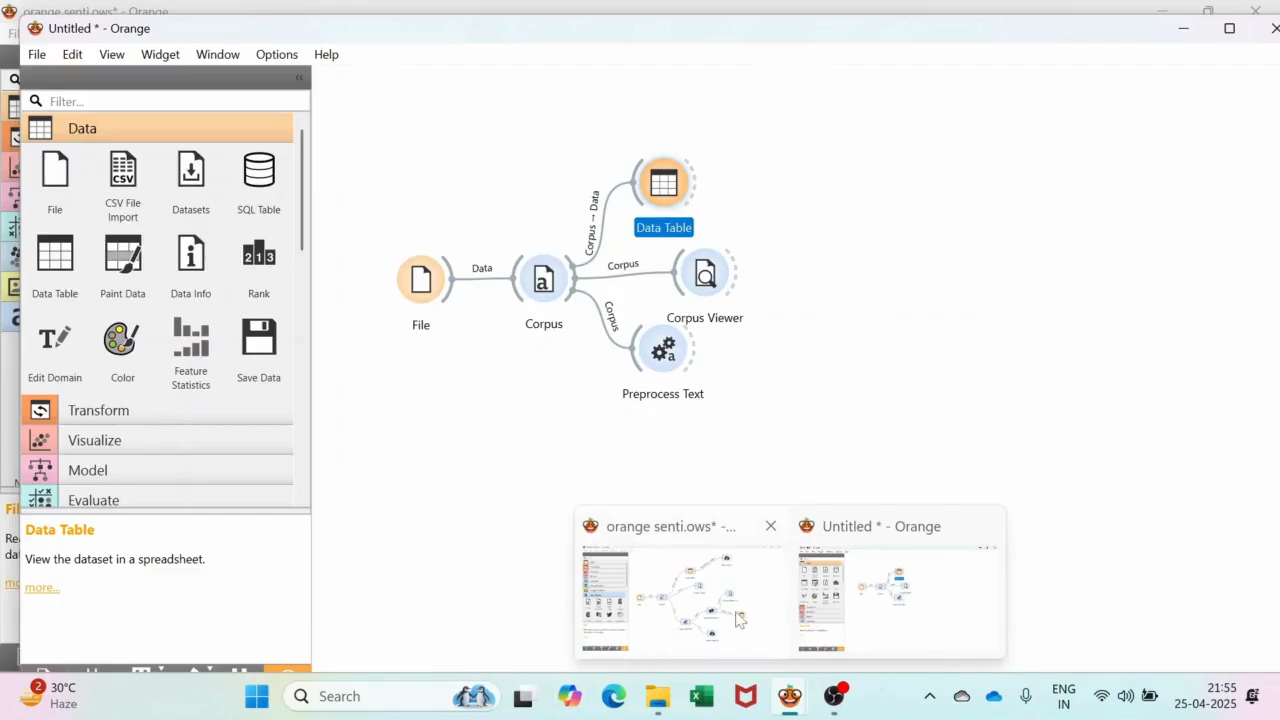 orange senti.ows* - Orange
Untitled * - Orange
File Edit View Widget Window Options Help
Filter...
Data
File
CSV File
Import
Datasets
SQL Table
Data Table
Paint Data
Data Info
Rank
Edit Domain
Color
Feature
Statistics
Save Data
Transform
Visualize
Model
Evaluate
Data Table
View the dataset in a spreadsheet.
more...
File
Data
Corpus
Corpus → Data
Data Table
Corpus
Corpus Viewer
Corpus
Preprocess Text
orange senti.ows* -...
Untitled * - Orange
2
30°C
Haze
Search
ENG
IN
21:55
25-04-2025